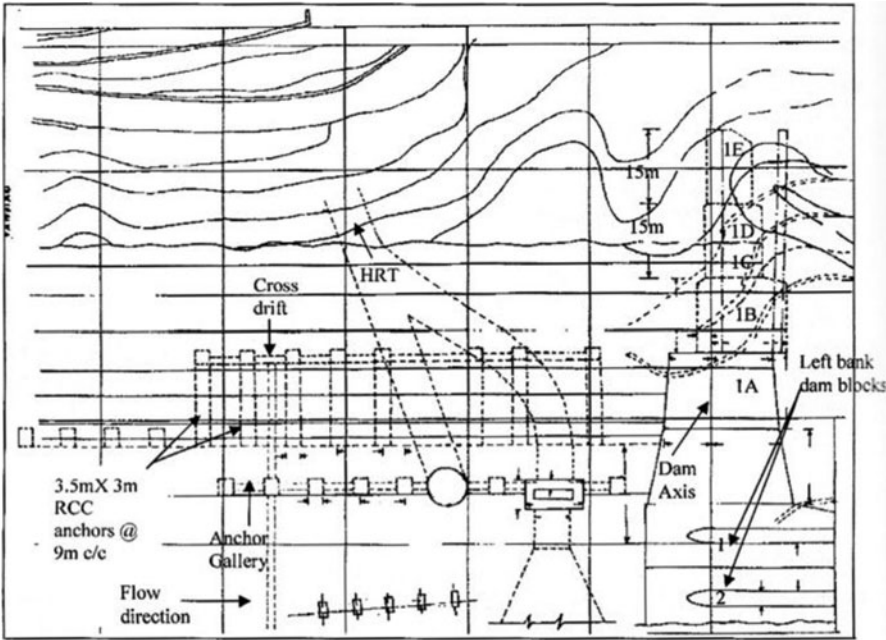 1E
15m
15m
1D
1C
HRT
Cross
drift
1B
Left bank
dam blocks
1A
Dam
Axis
3.5mX 3m
RCC
anchors @
9m c/c
Anchor
Gallery
1
Flow
direction
2